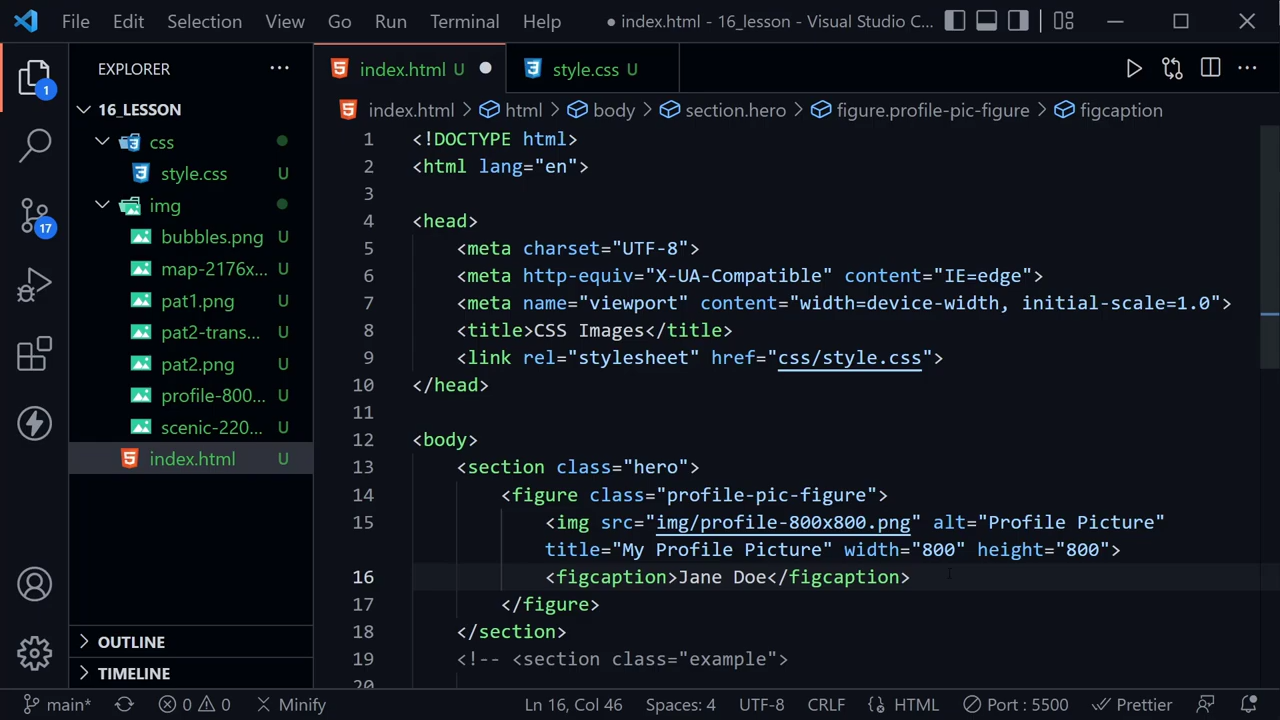 File Edit Selection View Go Run Terminal Help ● index.html - 16_lesson - Visual Studio C...
EXPLORER ...
index.html U ●
style.css U
16_LESSON
index.html > html > body > section.hero > figure.profile-pic-figure > figcaption
css
style.css U
img
bubbles.png U
map-2176x... U
pat1.png U
pat2-trans... U
pat2.png U
profile-800... U
scenic-220... U
index.html U
OUTLINE
TIMELINE
1
17
1 <!DOCTYPE html>
2 <html lang="en">
3
4 <head>
5 <meta charset="UTF-8">
6 <meta http-equiv="X-UA-Compatible" content="IE=edge">
7 <meta name="viewport" content="width=device-width, initial-scale=1.0">
8 <title>CSS Images</title>
9 <link rel="stylesheet" href="css/style.css">
10 </head>
11
12 <body>
13 <section class="hero">
14 <figure class="profile-pic-figure">
15 <img src="img/profile-800x800.png" alt="Profile Picture"
title="My Profile Picture" width="800" height="800">
16 <figcaption>Jane Doe</figcaption>
17 </figure>
18 </section>
19 <!-- <section class="example">
20
main* 0 0 Minify Ln 16, Col 46 Spaces: 4 UTF-8 CRLF HTML Port : 5500 Prettier